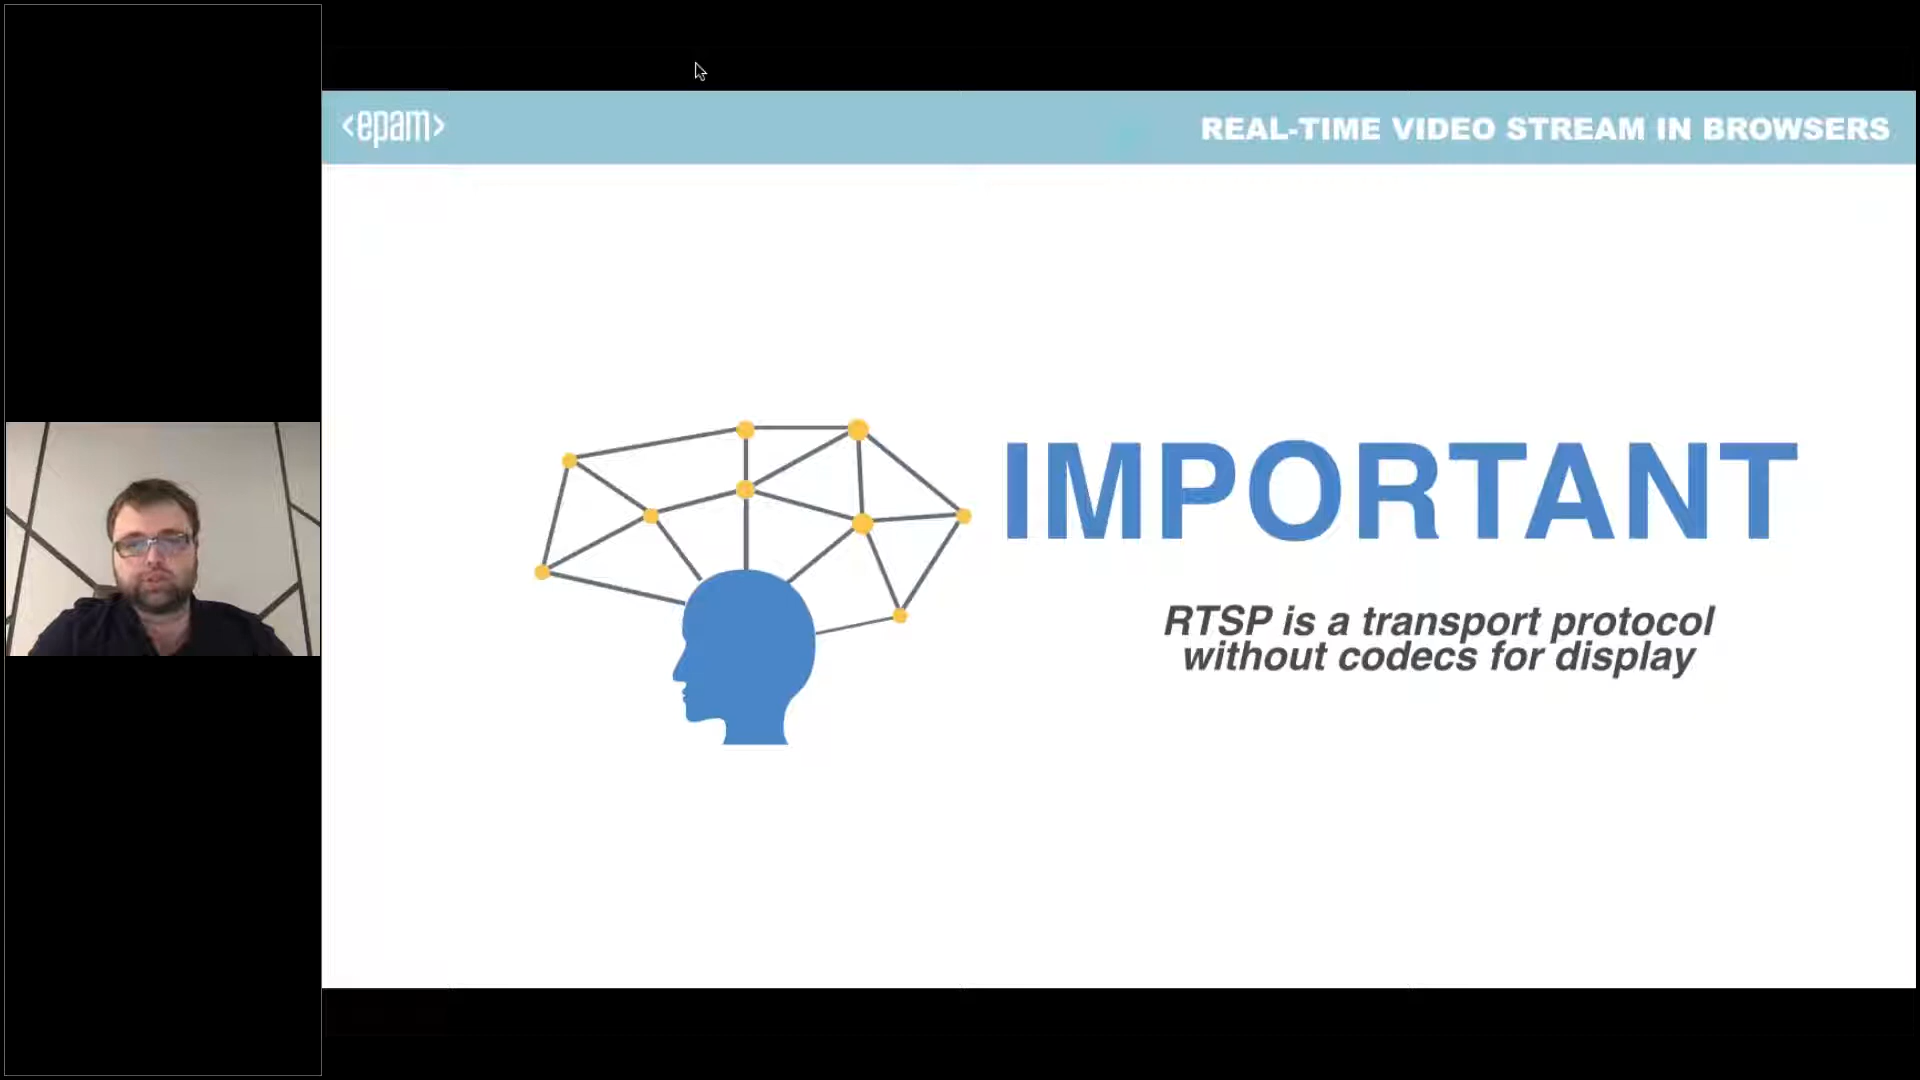 <epam>
REAL-TIME VIDEO STREAM IN BROWSERS
IMPORTANT
RTSP is a transport protocol
without codecs for display